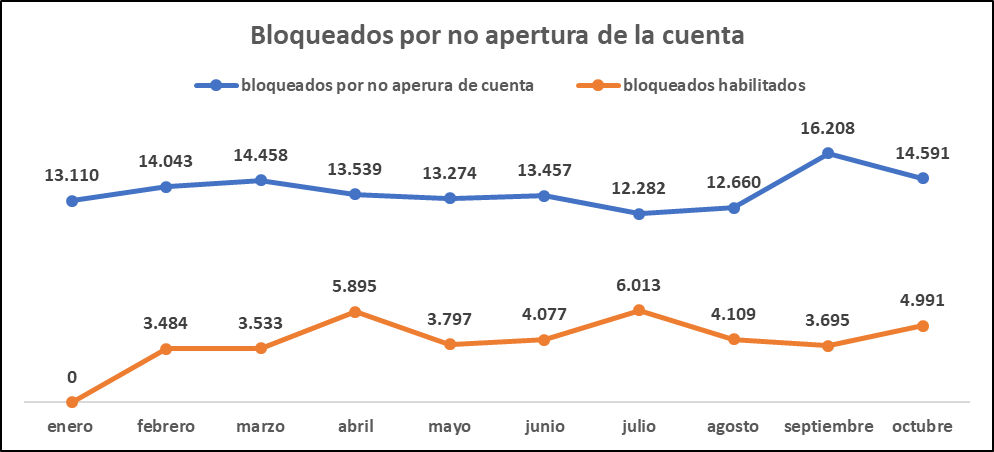 Bloqueados por no apertura de la cuenta
bloqueados por no aperura de cuenta
bloqueados habilitados
13.110
14.043
14.458
13.539
13.274
13.457
12.282
12.660
16.208
14.591
0
3.484
3.533
5.895
3.797
4.077
6.013
4.109
3.695
4.991
enero
febrero
marzo
abril
mayo
junio
julio
agosto
septiembre
octubre